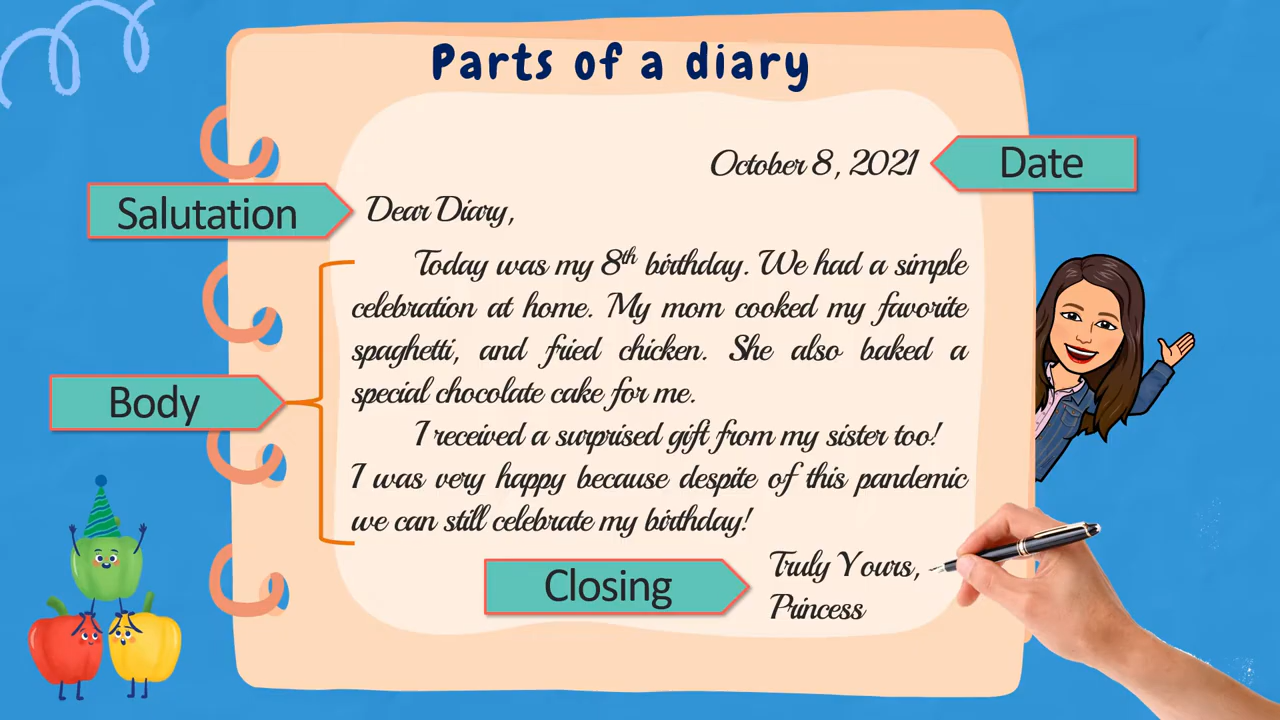 Parts of a diary
October 8, 2021
Date
Salutation
Dear Diary,
Today was my 8th birthday. We had a simple
celebration at home. My mom cooked my favorite
spaghetti, and fried chicken. She also baked a
special chocolate cake for me.
Body
I received a surprised gift from my sister too!
I was very happy because despite of this pandemic
we can still celebrate my birthday!
Closing
Truly Yours,
Princess